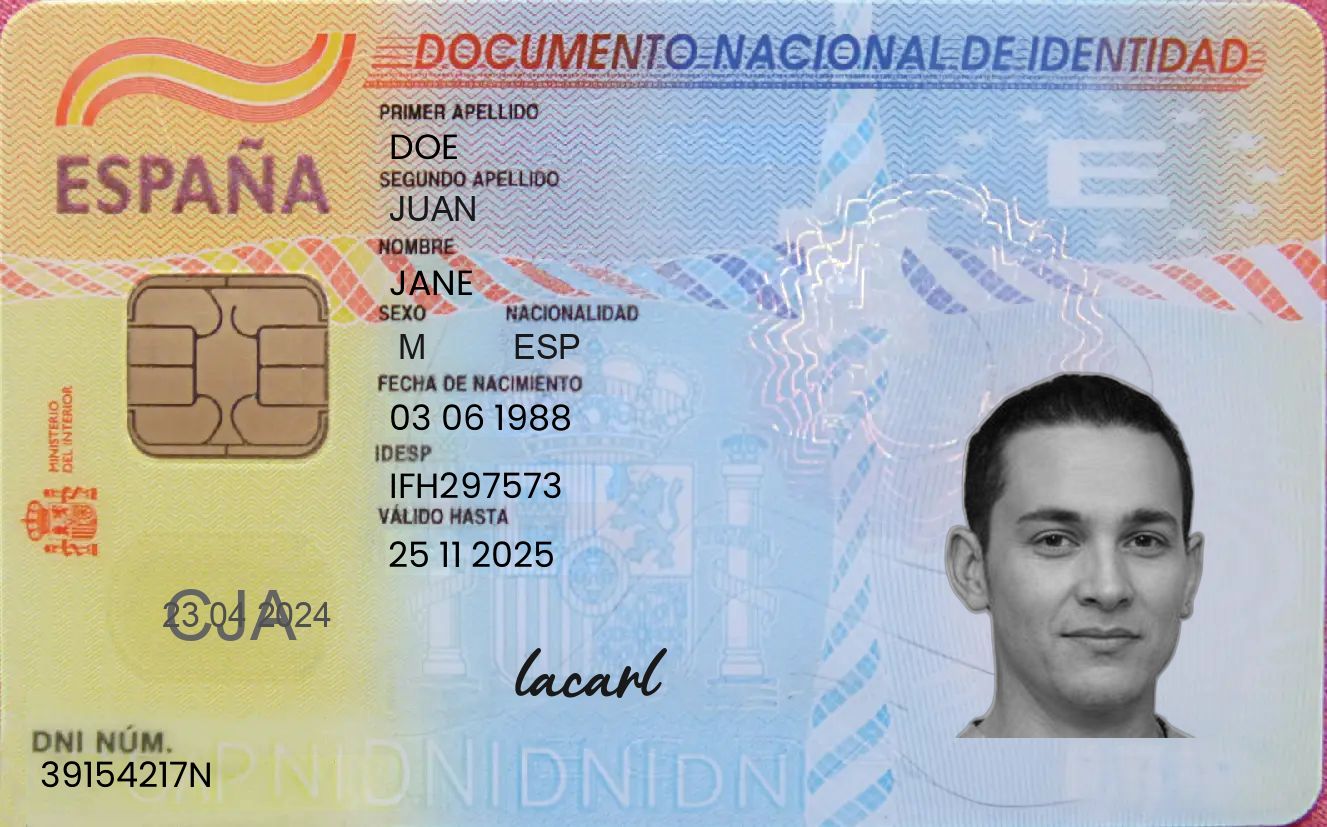 DOCUMENTO NACIONAL DE IDENTIDAD
ESPAÑA
PRIMER APELLIDO
DOE
SEGUNDO APELLIDO
JUAN
NOMBRE
JANE
SEXO NACIONALIDAD
M ESP
FECHA DE NACIMIENTO
03 06 1988
IDESP
IFH297573
VÁLIDO HASTA
25 11 2025
MINISTERIO
DEL INTERIOR
E
CJA
23 04 2024
lacarl
DNI NÚM.
39154217N